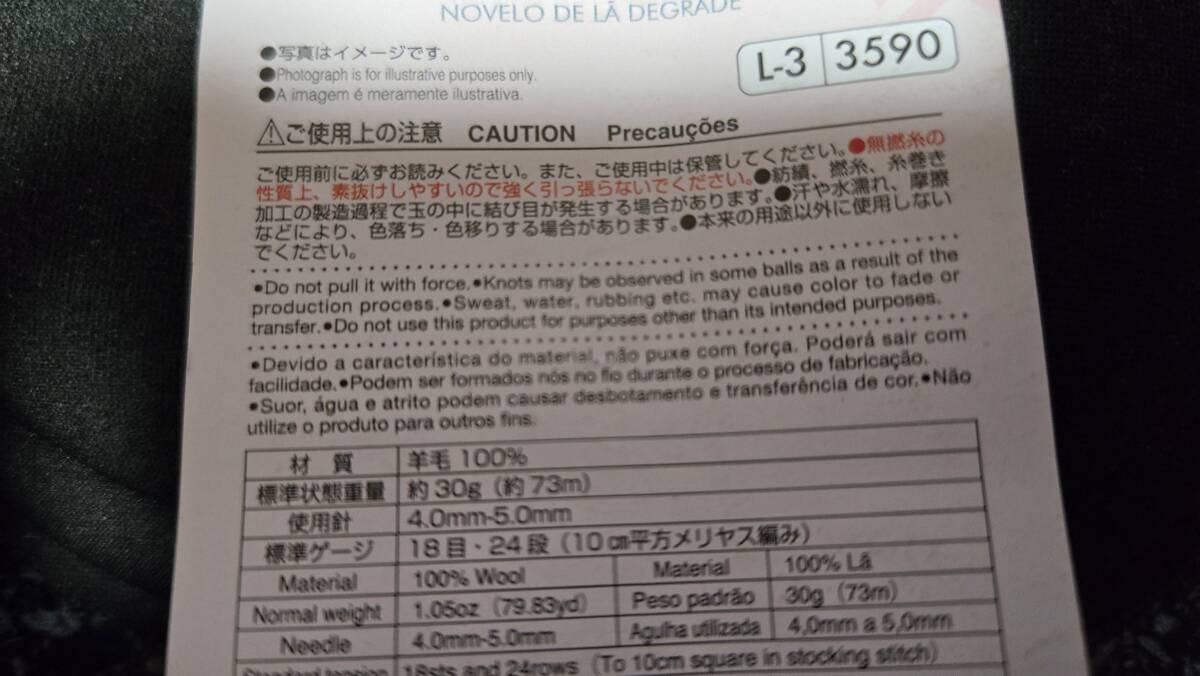 NOVELO DE LÃ DEGRADE
●写真はイメージです。
●Photograph is for illustrative purposes only.
●A imagem é meramente ilustrativa.
L-3 3590
⚠ご使用上の注意 CAUTION Precauções
ご使用前に必ずお読みください。また、ご使用中は保管してください。●無撚糸の
性質上、素抜けしやすいので強く引っ張らないでください。●紡績、撚糸、糸巻き
加工の製造過程で玉の中に結び目が発生する場合があります。●汗や水濡れ、摩擦
などにより、色落ち・色移りする場合があります。●本来の用途以外に使用しない
でください。
●Do not pull it with force.●Knots may be observed in some balls as a result of the
production process.●Sweat, water, rubbing etc. may cause color to fade or
transfer.●Do not use this product for purposes other than its intended purposes.
●Devido a característica do material, não puxe com força. Poderá sair com
facilidade.●Podem ser formados nós no fio durante o processo de fabricação.
●Suor, água e atrito podem causar desbotamento e transferência de cor.●Não
utilize o produto para outros fins.
材 質 羊毛100%
標準状態重量 約30g(約73m)
使用針 4.0mm-5.0mm
標準ゲージ 18目・24段(10㎝平方メリヤス編み)
Material 100% Wool Material 100% Lã
Normal weight 1.05oz (79.83yd) Peso padrão 30g (73m)
Needle 4.0mm-5.0mm Agulha utilizada 4,0mm a 5,0mm
Standard tension 18sts and 24rows (To 10cm square in stocking stitch)